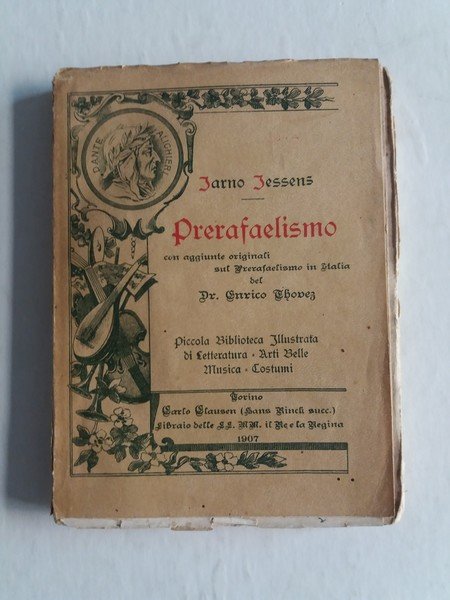 DANTE ALIGHIERI
Jarno Jessens
Prerafaelismo
con aggiunte originali
sul Prerafaelismo in Italia
del
Dr. Enrico Thovez
Piccola Biblioteca Illustrata
di Letteratura · Arti Belle
Musica · Costumi
Torino
Carlo Clausen (Hans Rinck succ.)
Libraio delle LL. MM. il Re e la Regina
1907